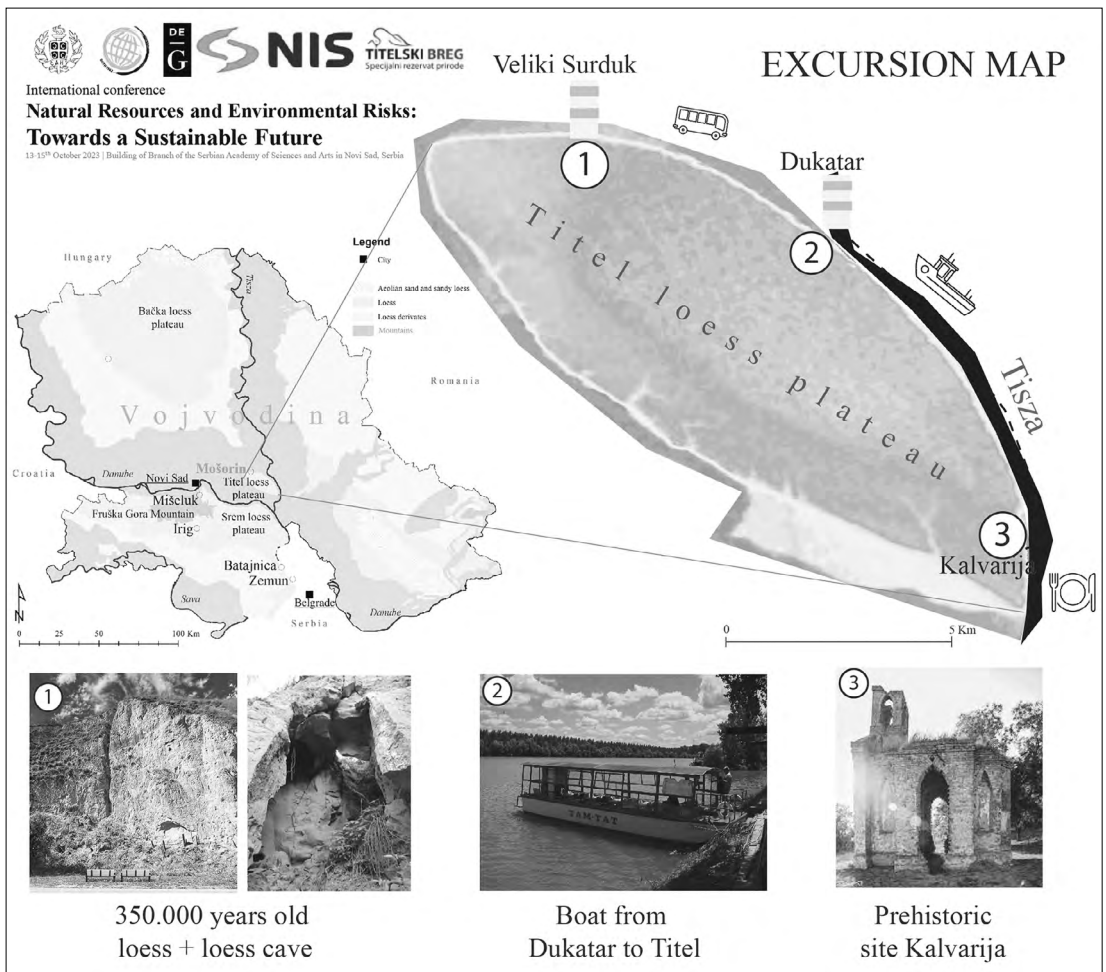 DE
G
NIS
TITELSKI BREG
Specijalni rezervat prirode
International conference
Natural Resources and Environmental Risks:
Towards a Sustainable Future
13-15th October 2023 | Building of Branch of the Serbian Academy of Sciences and Arts in Novi Sad, Serbia
EXCURSION MAP
Veliki Surduk
1
Dukatar
2
Titel loess plateau
Tisza
3
Kalvarija
0 5 Km
Legend
City
Aeolian sand and sandy loess
Loess
Loess derivates
Mountains
Hungary
Tisza
Bačka loess
plateau
Romania
Vojvodina
Croatia
Danube
Novi Sad
Mošorin
Titel loess
plateau
Mišeluk
Fruška Gora Mountain
Srem loess
plateau
Irig
Batajnica
Zemun
Belgrade
Sava
Danube
Serbia
N
0 25 50 100 Km
1
350.000 years old
loess + loess cave
2
TAM-TAT
Boat from
Dukatar to Titel
3
Prehistoric
site Kalvarija